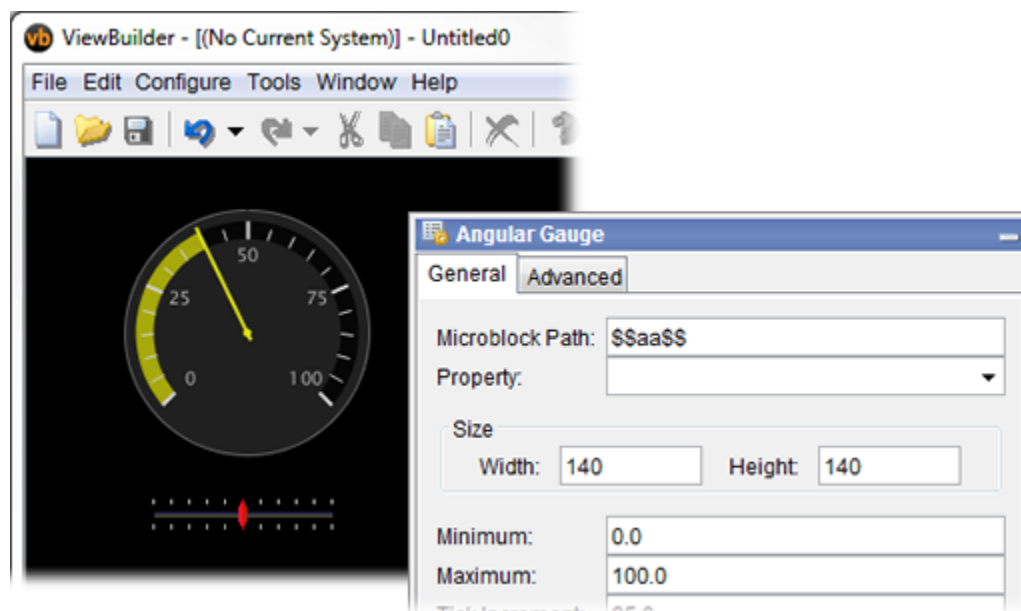 vb ViewBuilder - [(No Current System)] - Untitled0
File Edit Configure Tools Window Help
50
25 75
0 100
Angular Gauge
General Advanced
Microblock Path: $$aa$$
Property:
Size
Width: 140 Height: 140
Minimum: 0.0
Maximum: 100.0